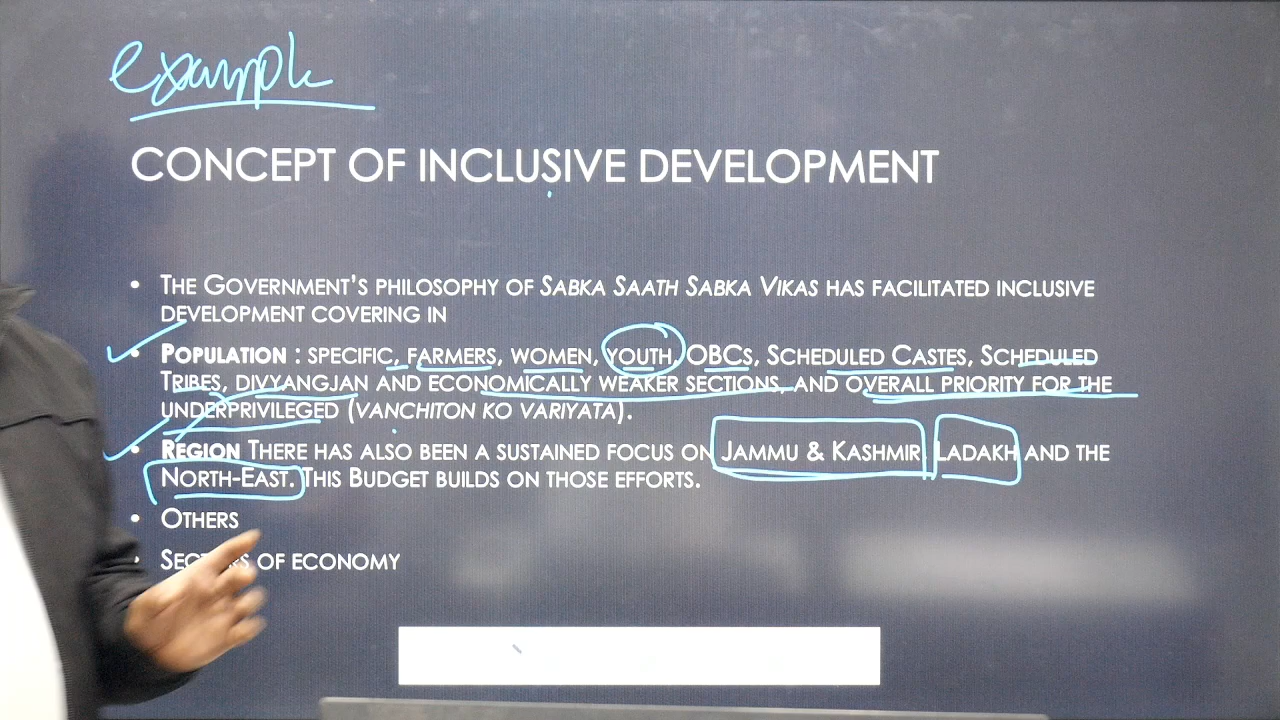 example
CONCEPT OF INCLUSIVE DEVELOPMENT
• THE GOVERNMENT'S PHILOSOPHY OF SABKA SAATH SABKA VIKAS HAS FACILITATED INCLUSIVE
DEVELOPMENT COVERING IN
• POPULATION : SPECIFIC, FARMERS, WOMEN, YOUTH, OBCS, SCHEDULED CASTES, SCHEDULED
TRIBES, DIVYANGJAN AND ECONOMICALLY WEAKER SECTIONS, AND OVERALL PRIORITY FOR THE
UNDERPRIVILEGED (VANCHITON KO VARIYATA).
• REGION THERE HAS ALSO BEEN A SUSTAINED FOCUS ON JAMMU & KASHMIR, LADAKH AND THE
NORTH-EAST. THIS BUDGET BUILDS ON THOSE EFFORTS.
• OTHERS
• SECTORS OF ECONOMY